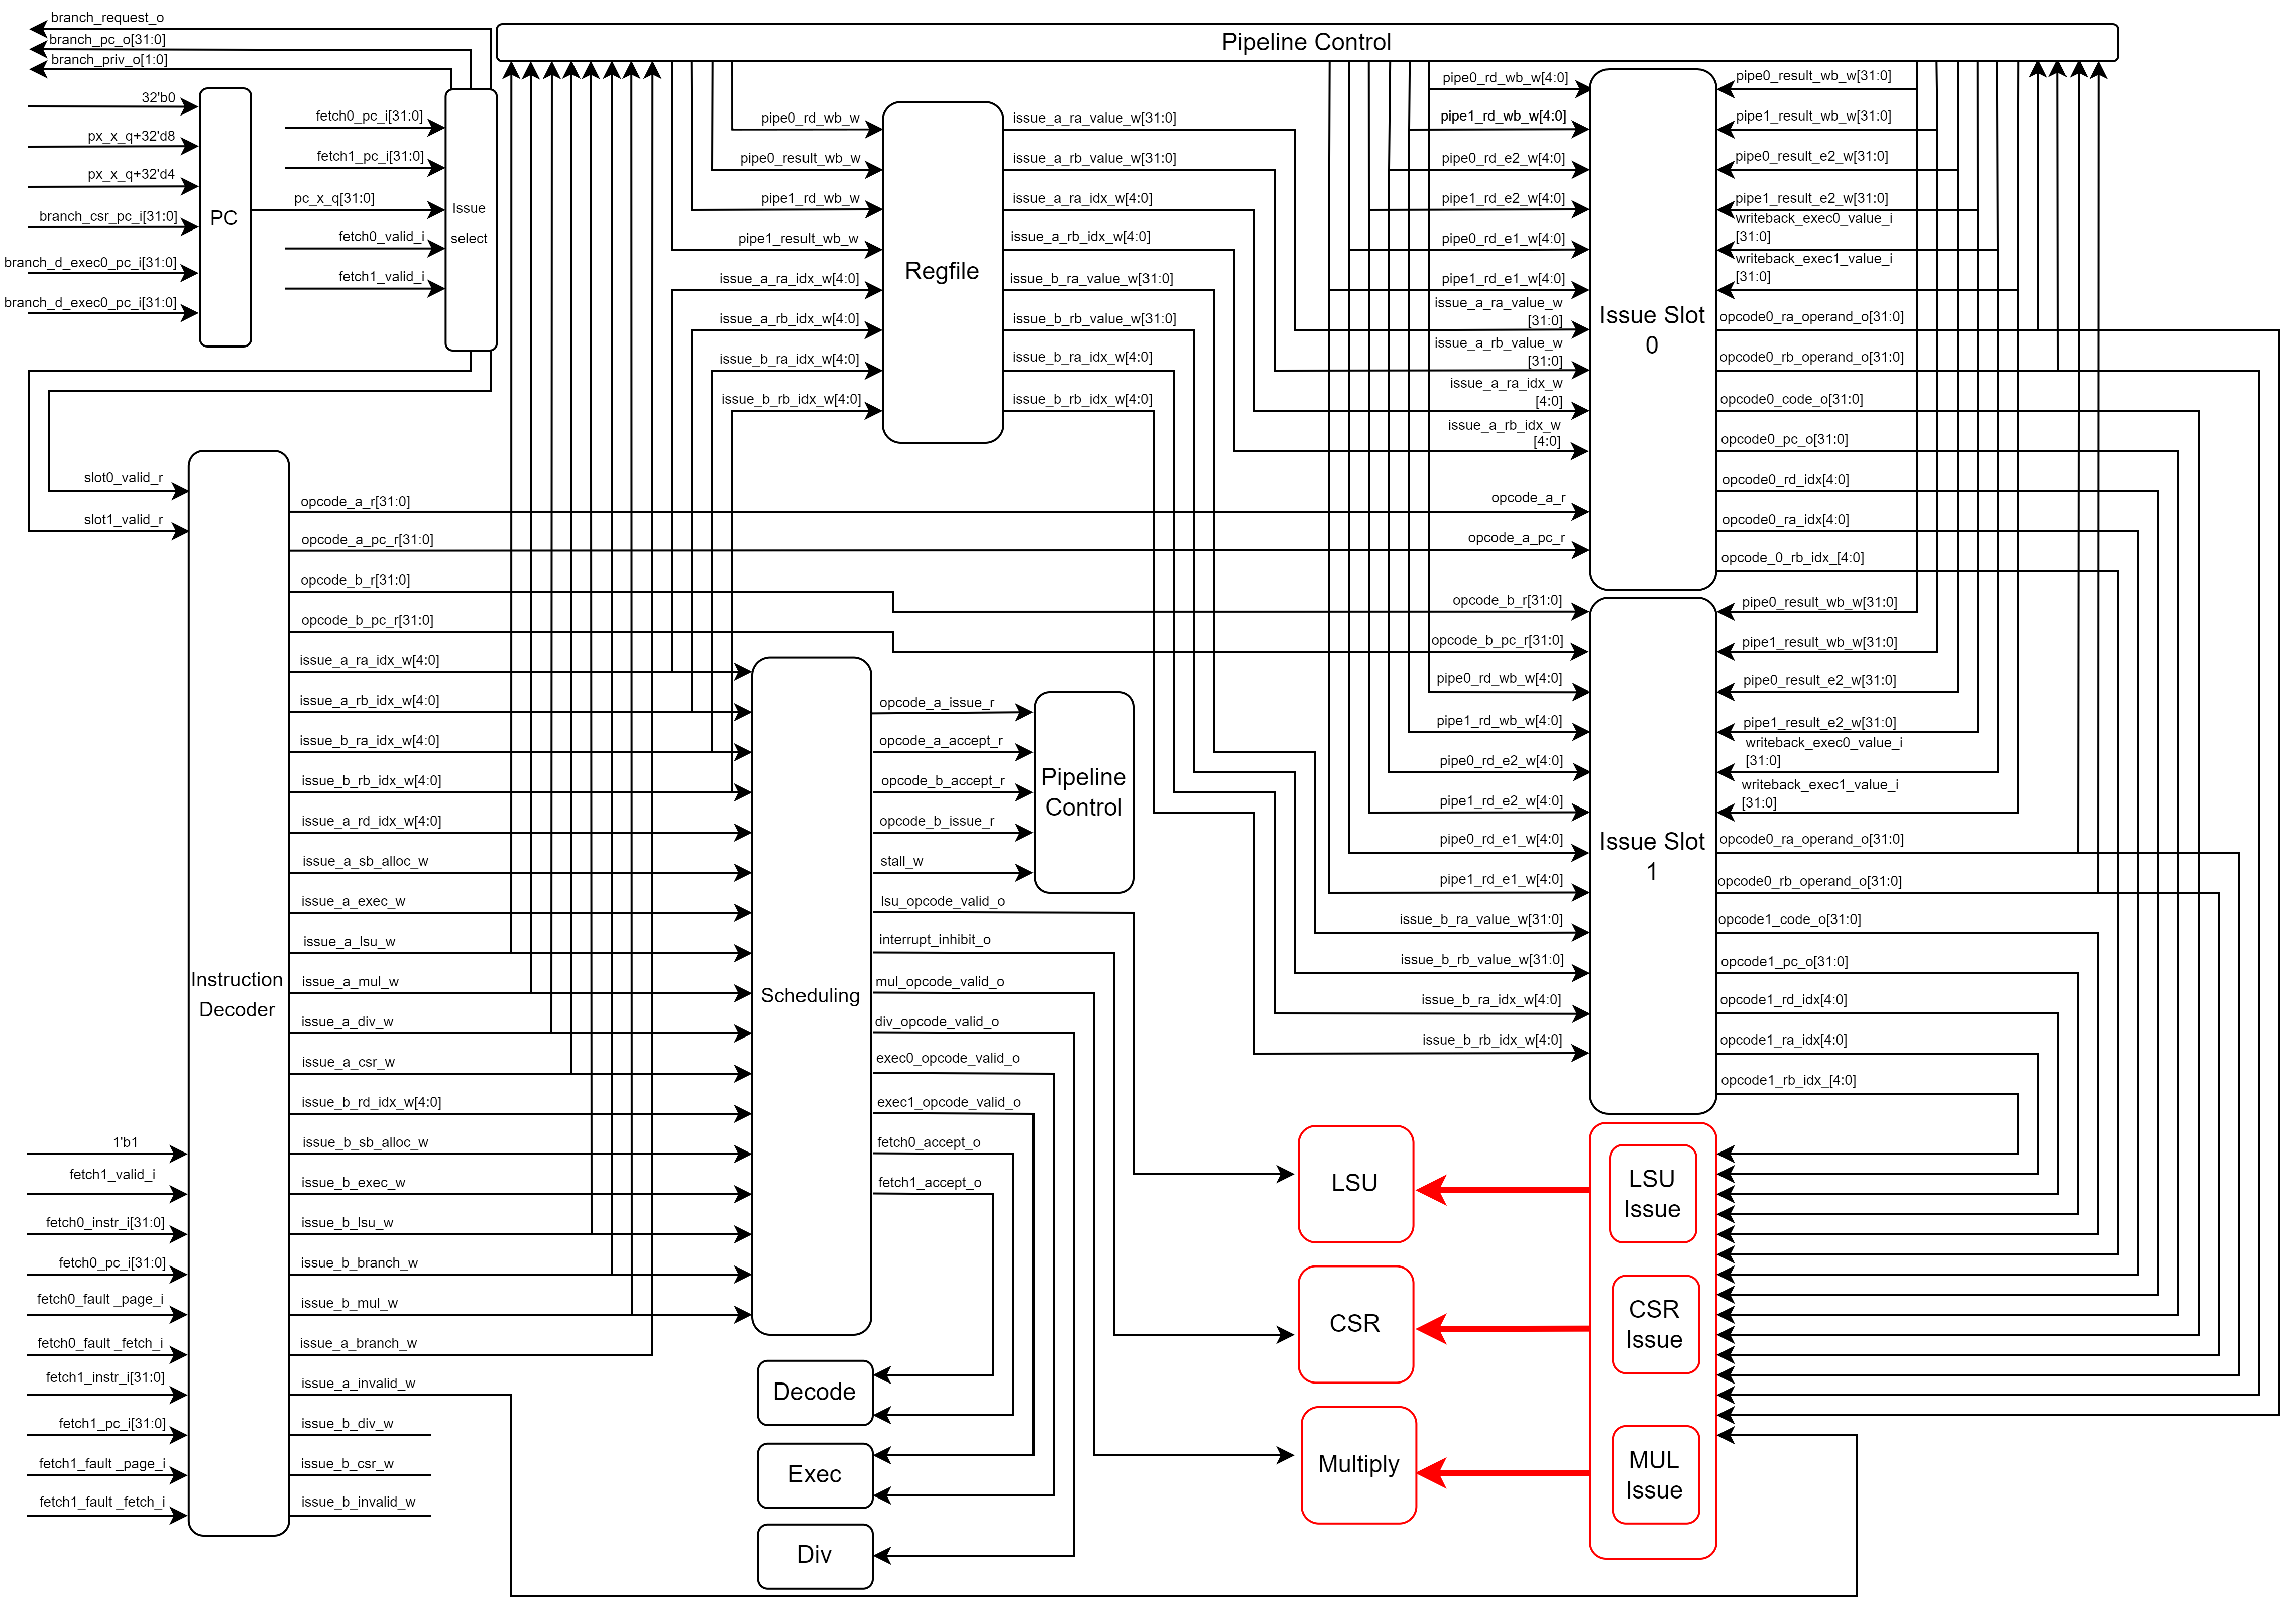 branch_request_o
branch_pc_o[31:0]
branch_priv_o[1:0]
Pipeline Control
32'b0
px_x_q+32'd8
px_x_q+32'd4
branch_csr_pc_i[31:0]
branch_d_exec0_pc_i[31:0]
branch_d_exec0_pc_i[31:0]
PC
pc_x_q[31:0]
fetch0_pc_i[31:0]
fetch1_pc_i[31:0]
fetch0_valid_i
fetch1_valid_i
Issue
select
pipe0_rd_wb_w
pipe0_result_wb_w
pipe1_rd_wb_w
pipe1_result_wb_w
issue_a_ra_idx_w[4:0]
issue_a_rb_idx_w[4:0]
issue_b_ra_idx_w[4:0]
issue_b_rb_idx_w[4:0]
Regfile
issue_a_ra_value_w[31:0]
issue_a_rb_value_w[31:0]
issue_a_ra_idx_w[4:0]
issue_a_rb_idx_w[4:0]
issue_b_ra_value_w[31:0]
issue_b_rb_value_w[31:0]
issue_b_ra_idx_w[4:0]
issue_b_rb_idx_w[4:0]
pipe0_rd_wb_w[4:0]
pipe1_rd_wb_w[4:0]
pipe0_rd_e2_w[4:0]
pipe1_rd_e2_w[4:0]
pipe0_rd_e1_w[4:0]
pipe1_rd_e1_w[4:0]
issue_a_ra_value_w
[31:0]
issue_a_rb_value_w
[31:0]
issue_a_ra_idx_w
[4:0]
issue_a_rb_idx_w
[4:0]
opcode_a_r
opcode_a_pc_r
Issue Slot
0
pipe0_result_wb_w[31:0]
pipe1_result_wb_w[31:0]
pipe0_result_e2_w[31:0]
pipe1_result_e2_w[31:0]
writeback_exec0_value_i
[31:0]
writeback_exec1_value_i
[31:0]
opcode0_ra_operand_o[31:0]
opcode0_rb_operand_o[31:0]
opcode0_code_o[31:0]
opcode0_pc_o[31:0]
opcode0_rd_idx[4:0]
opcode0_ra_idx[4:0]
opcode_0_rb_idx_[4:0]
slot0_valid_r
slot1_valid_r
1'b1
fetch1_valid_i
fetch0_instr_i[31:0]
fetch0_pc_i[31:0]
fetch0_fault _page_i
fetch0_fault _fetch_i
fetch1_instr_i[31:0]
fetch1_pc_i[31:0]
fetch1_fault _page_i
fetch1_fault _fetch_i
Instruction
Decoder
opcode_a_r[31:0]
opcode_a_pc_r[31:0]
opcode_b_r[31:0]
opcode_b_pc_r[31:0]
issue_a_ra_idx_w[4:0]
issue_a_rb_idx_w[4:0]
issue_b_ra_idx_w[4:0]
issue_b_rb_idx_w[4:0]
issue_a_rd_idx_w[4:0]
issue_a_sb_alloc_w
issue_a_exec_w
issue_a_lsu_w
issue_a_mul_w
issue_a_div_w
issue_a_csr_w
issue_b_rd_idx_w[4:0]
issue_b_sb_alloc_w
issue_b_exec_w
issue_b_lsu_w
issue_b_branch_w
issue_b_mul_w
issue_a_branch_w
issue_a_invalid_w
issue_b_div_w
issue_b_csr_w
issue_b_invalid_w
Scheduling
opcode_a_issue_r
opcode_a_accept_r
opcode_b_accept_r
opcode_b_issue_r
stall_w
lsu_opcode_valid_o
interrupt_inhibit_o
mul_opcode_valid_o
div_opcode_valid_o
exec0_opcode_valid_o
exec1_opcode_valid_o
fetch0_accept_o
fetch1_accept_o
Pipeline
Control
Decode
Exec
Div
opcode_b_r[31:0]
opcode_b_pc_r[31:0]
pipe0_rd_wb_w[4:0]
pipe1_rd_wb_w[4:0]
pipe0_rd_e2_w[4:0]
pipe1_rd_e2_w[4:0]
pipe0_rd_e1_w[4:0]
pipe1_rd_e1_w[4:0]
issue_b_ra_value_w[31:0]
issue_b_rb_value_w[31:0]
issue_b_ra_idx_w[4:0]
issue_b_rb_idx_w[4:0]
Issue Slot
1
pipe0_result_wb_w[31:0]
pipe1_result_wb_w[31:0]
pipe0_result_e2_w[31:0]
pipe1_result_e2_w[31:0]
writeback_exec0_value_i
[31:0]
writeback_exec1_value_i
[31:0]
opcode0_ra_operand_o[31:0]
opcode0_rb_operand_o[31:0]
opcode1_code_o[31:0]
opcode1_pc_o[31:0]
opcode1_rd_idx[4:0]
opcode1_ra_idx[4:0]
opcode1_rb_idx_[4:0]
LSU
CSR
Multiply
LSU
Issue
CSR
Issue
MUL
Issue